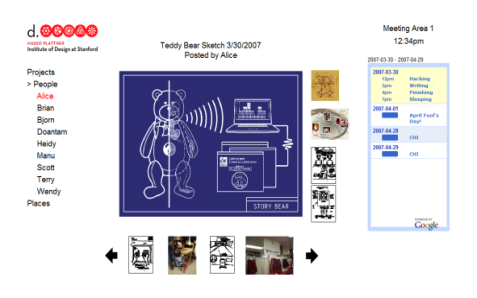 d.
HASSO PLATTNER
Institute of Design at Stanford
Projects
> People
Alice
Brian
Bjorn
Doantam
Heidy
Manu
Scott
Terry
Wendy
Places
Teddy Bear Sketch 3/30/2007
Posted by Alice
STORY BEAR
Meeting Area 1
12:34pm
2007-03-30 - 2007-04-29
2007-03-30
12pm Hacking
2pm Writing
4pm Finishing
5pm Sleeping
2007-04-01
April Fool's
Day!
2007-04-28
CHI
2007-04-29
CHI
POWERED BY
Google